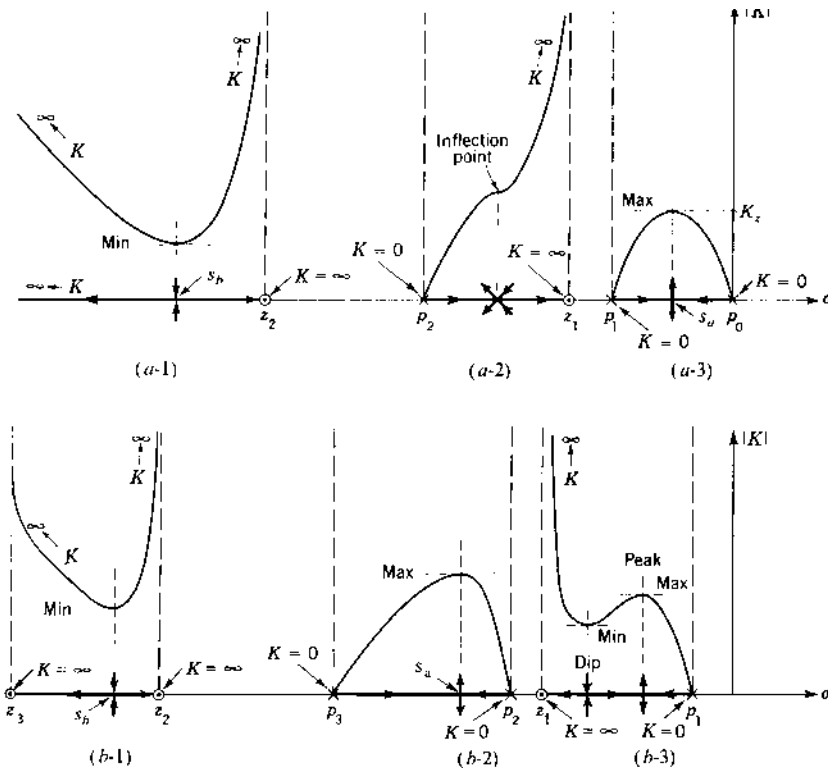 |K|
∞
K
∞
K
∞
K
Inflection
point
Min
Max
K_z
K = 0
K = ∞
K = 0
∞ K
s_b
K = ∞
z_2
p_2
z_1
p_1
K = 0
s_a
p_0
σ
(a-1)
(a-2)
(a-3)
∞
K
∞
K
∞
K
|K|
Peak
Max
Max
Min
Min
Dip
K = 0
K = ∞
K = ∞
s_a
z_3
s_b
z_2
p_3
p_2
K = 0
z_1
K = ∞
K = 0
p_1
σ
(b-1)
(b-2)
(b-3)